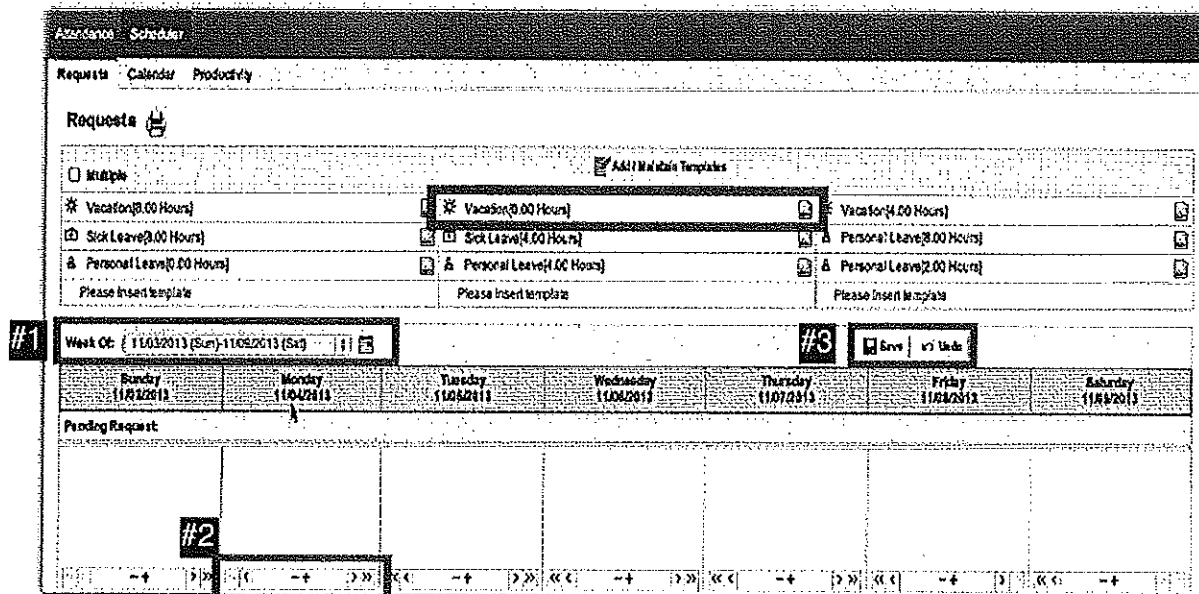 Attendance Scheduler
Requests Calendar Productivity
Requests
Multiple Add / Maintain Templates
Vacation[8.00 Hours] Vacation[0.00 Hours] Vacation[4.00 Hours]
Sick Leave[8.00 Hours] Sick Leave[4.00 Hours] Personal Leave[8.00 Hours]
Personal Leave[0.00 Hours] Personal Leave[4.00 Hours] Personal Leave[2.00 Hours]
Please Insert template Please Insert template Please Insert template
#1 Week Of: 11/03/2013 (Sun)-11/09/2013 (Sat) #3 Save Undo
Sunday Monday Tuesday Wednesday Thursday Friday Saturday
11/03/2013 11/04/2013 11/05/2013 11/06/2013 11/07/2013 11/08/2013 11/09/2013
Pending Request:
#2